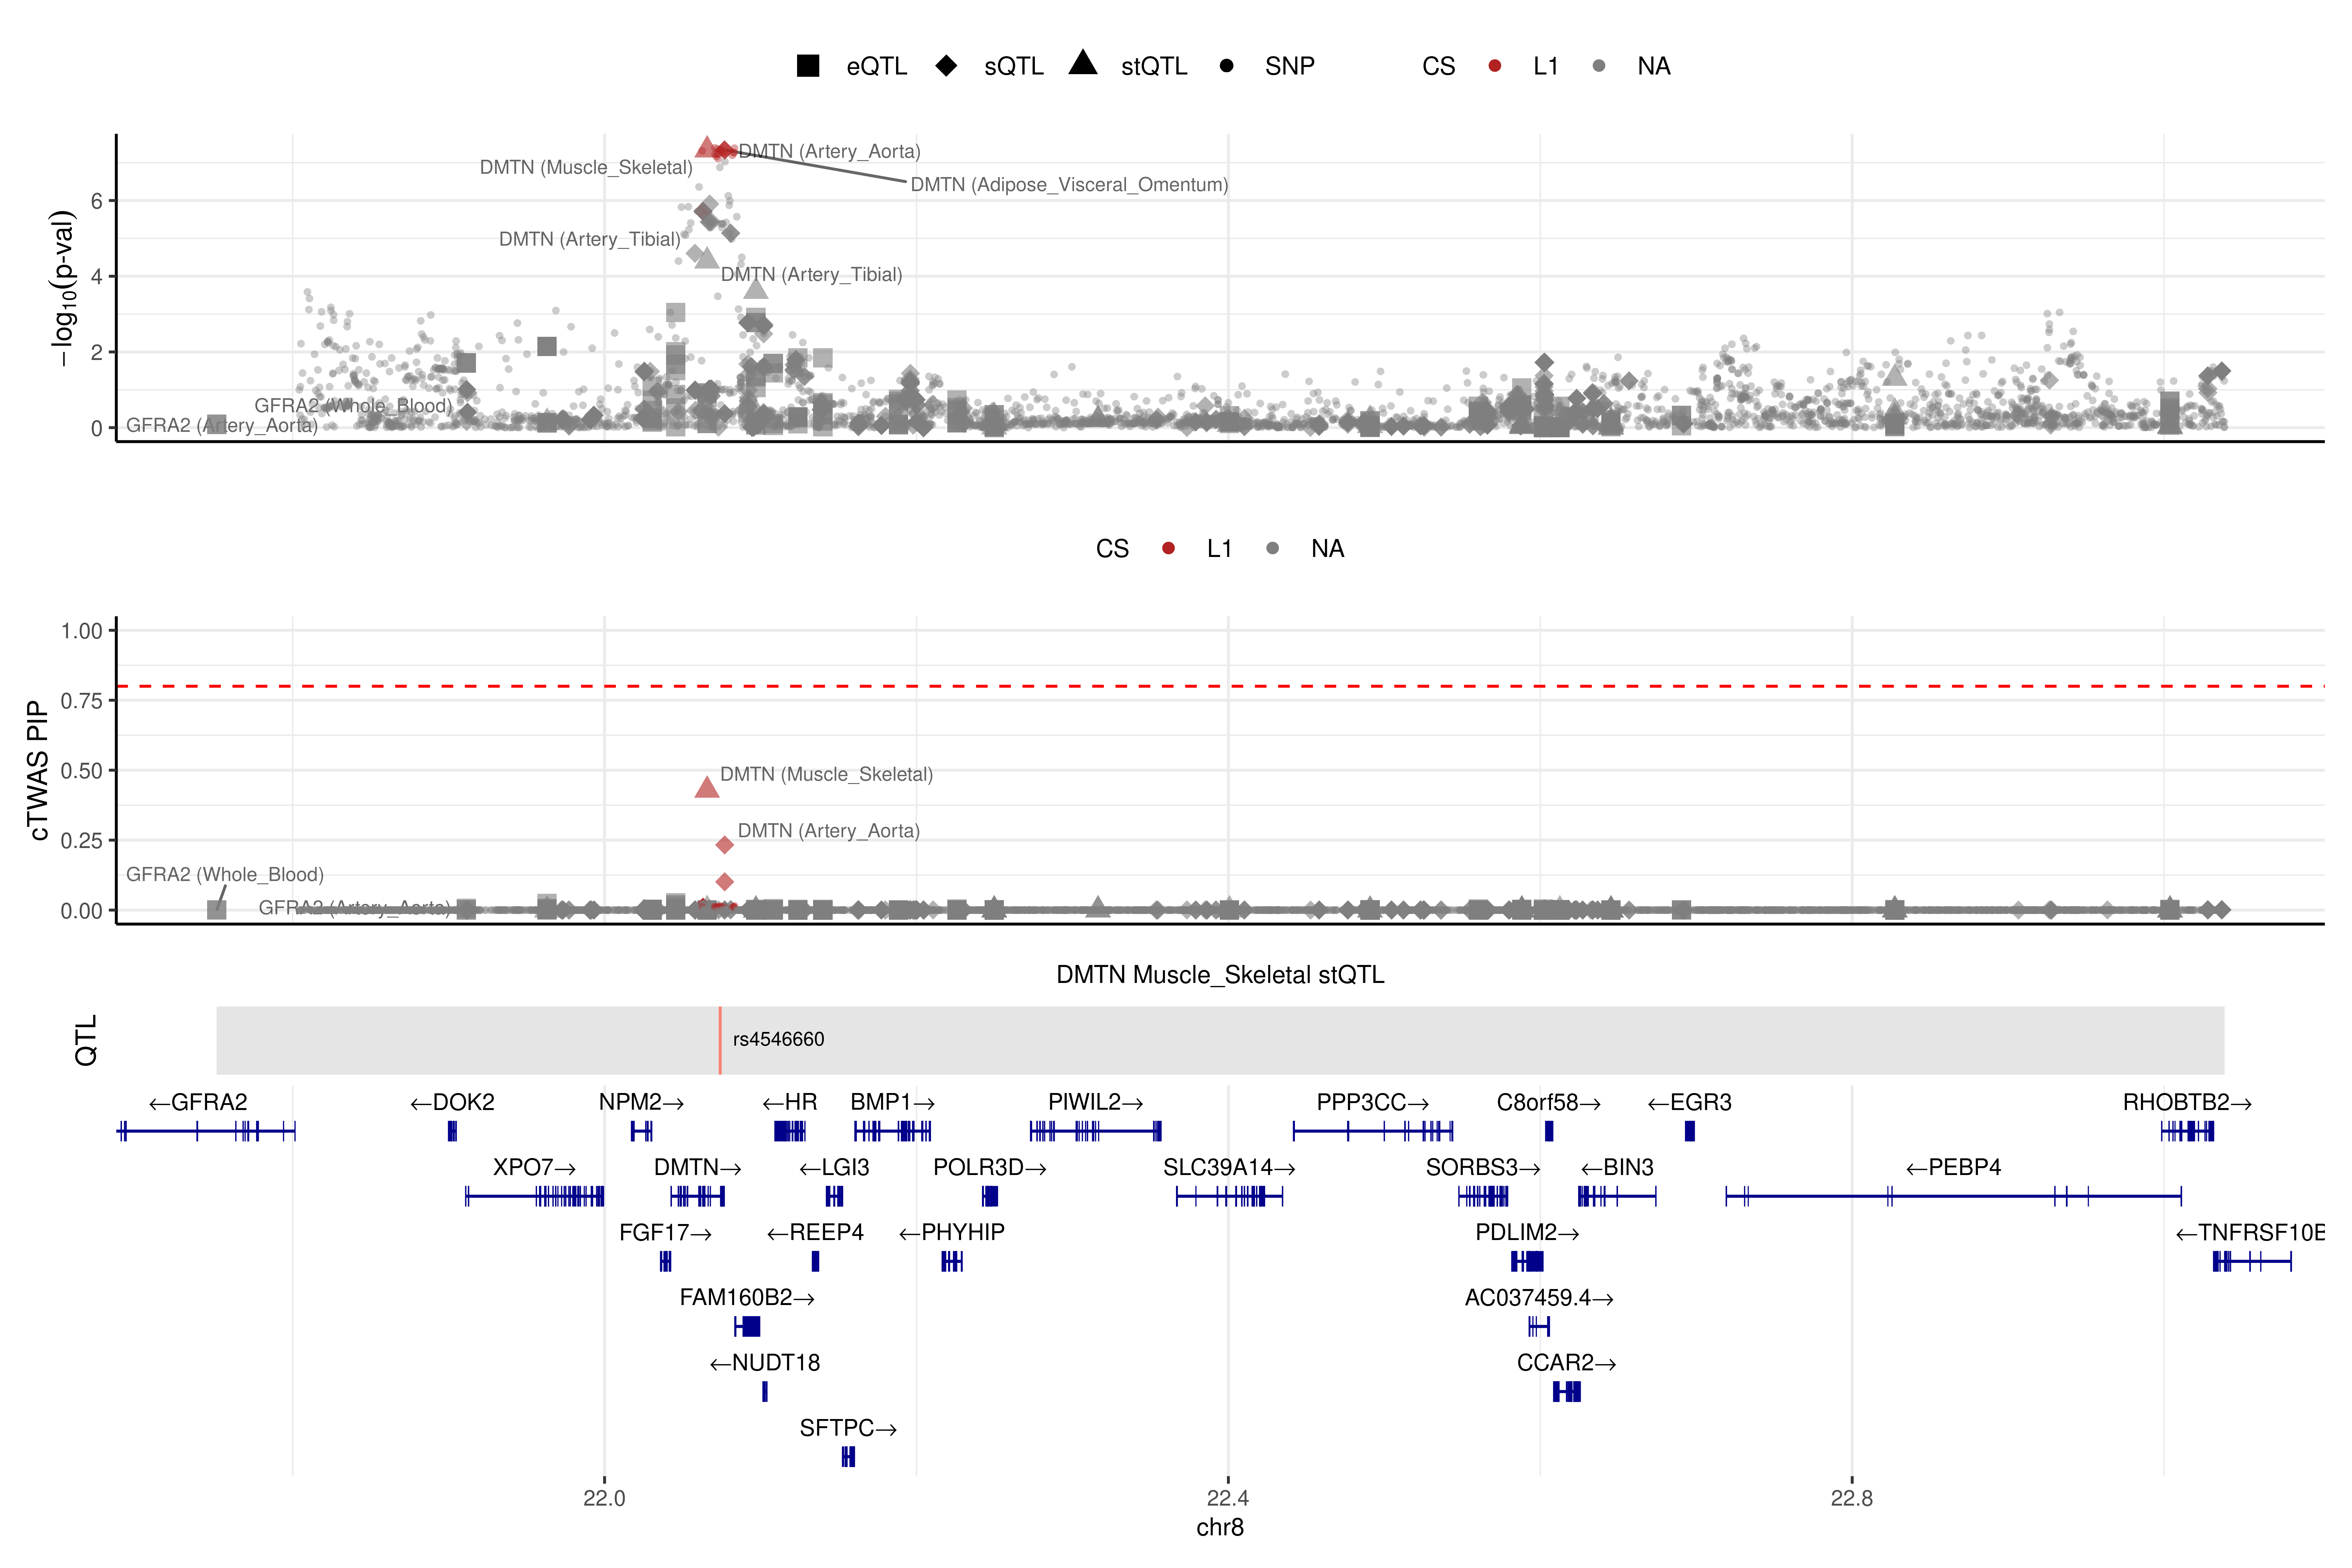 eQTL sQTL stQTL SNP CS L1 NA
DMTN (Artery_Aorta)
DMTN (Muscle_Skeletal)
DMTN (Adipose_Visceral_Omentum)
DMTN (Artery_Tibial)
DMTN (Artery_Tibial)
GFRA2 (Whole_Blood)
GFRA2 (Artery_Aorta)
−log10(p-val)
6
4
2
0
CS L1 NA
1.00
0.75
0.50
0.25
0.00
cTWAS PIP
DMTN (Muscle_Skeletal)
DMTN (Artery_Aorta)
GFRA2 (Whole_Blood)
GFRA2 (Artery_Aorta)
DMTN Muscle_Skeletal stQTL
QTL
rs4546660
←GFRA2 ←DOK2 NPM2→ ←HR BMP1→ PIWIL2→ PPP3CC→ C8orf58→ ←EGR3 RHOBTB2→
XPO7→ DMTN→ ←LGI3 POLR3D→ SLC39A14→ SORBS3→ ←BIN3 ←PEBP4
FGF17→ ←REEP4 ←PHYHIP PDLIM2→ ←TNFRSF10B
FAM160B2→ AC037459.4→
←NUDT18 CCAR2→
SFTPC→
22.0 22.4 22.8
chr8